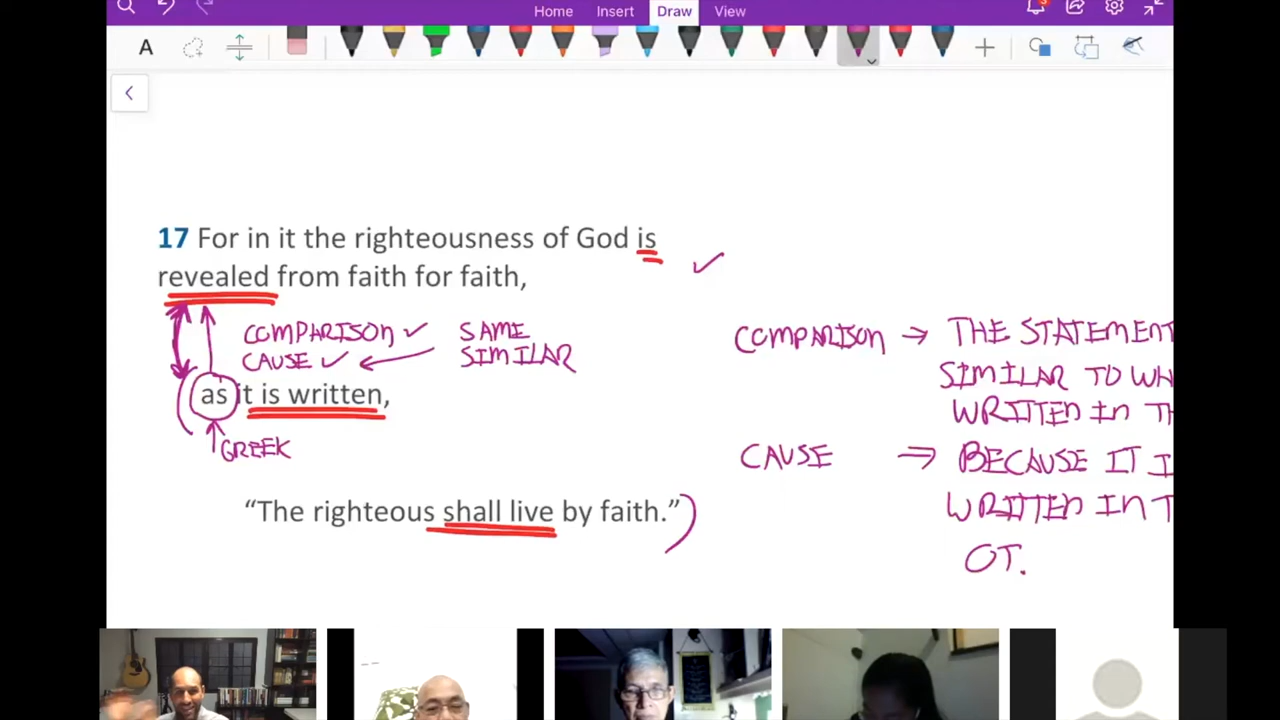 Home Insert Draw View
A
17 For in it the righteousness of God is
revealed from faith for faith,
COMPARISON ✓ SAME
CAUSE ✓ SIMILAR
as it is written,
GREEK
“The righteous shall live by faith.”
COMPARISON → THE STATEMENT
SIMILAR TO
WRITTEN IN
CAUSE ⇒ BECAUSE IT
WRITTEN IN
OT.